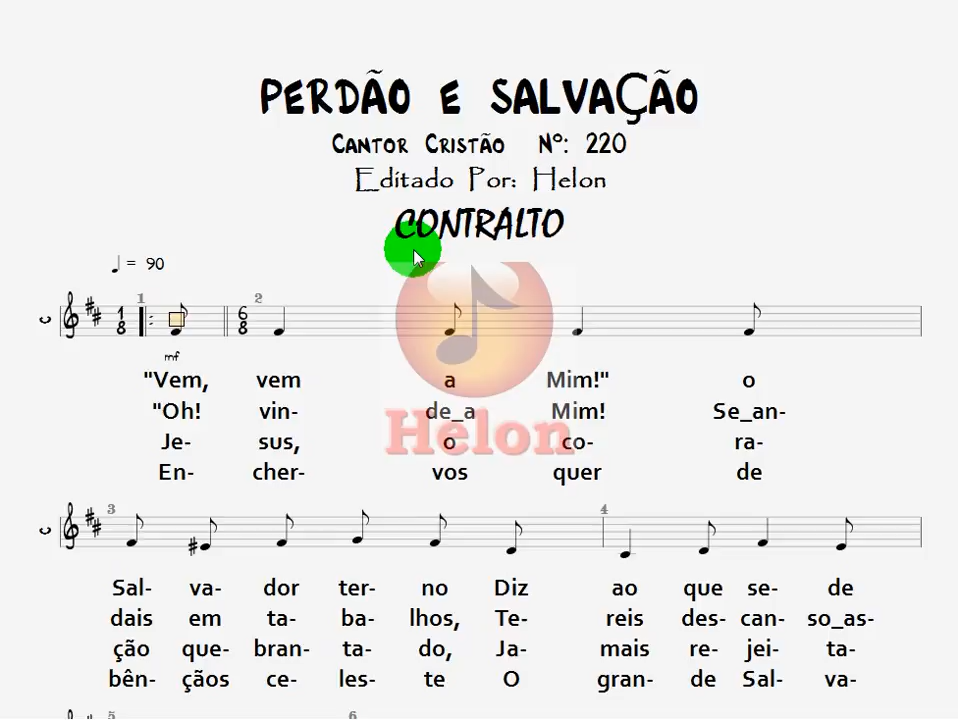 PERDÃO E SALVAÇÃO
Cantor Cristão Nº: 220
Editado Por: Helon
CONTRALTO
♩ = 90
1 2
1 8 6 8
mf
"Vem, vem a Mim!" o
"Oh! vin- de_a Mim! Se_an-
Je- sus, o co- ra-
En- cher- vos quer de
Helon
3 4
Sal- va- dor ter- no Diz ao que se- de
dais em ta- ba- lhos, Te- reis des- can- so_as-
ção que- bran- ta- do, Ja- mais re- jei- ta-
bên- çãos ce- les- te O gran- de Sal- va-
5 6